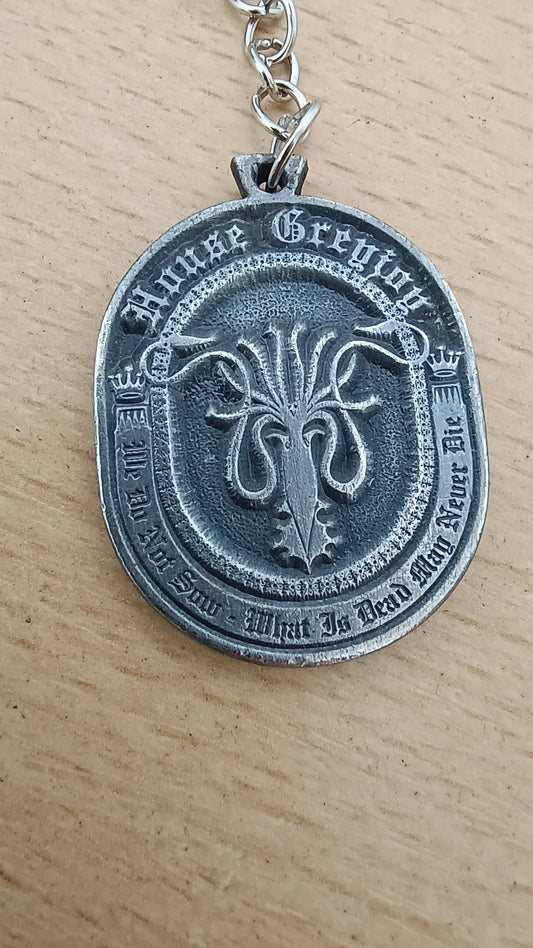 House Greyjoy
We Do Not Sow - What Is Dead May Never Die